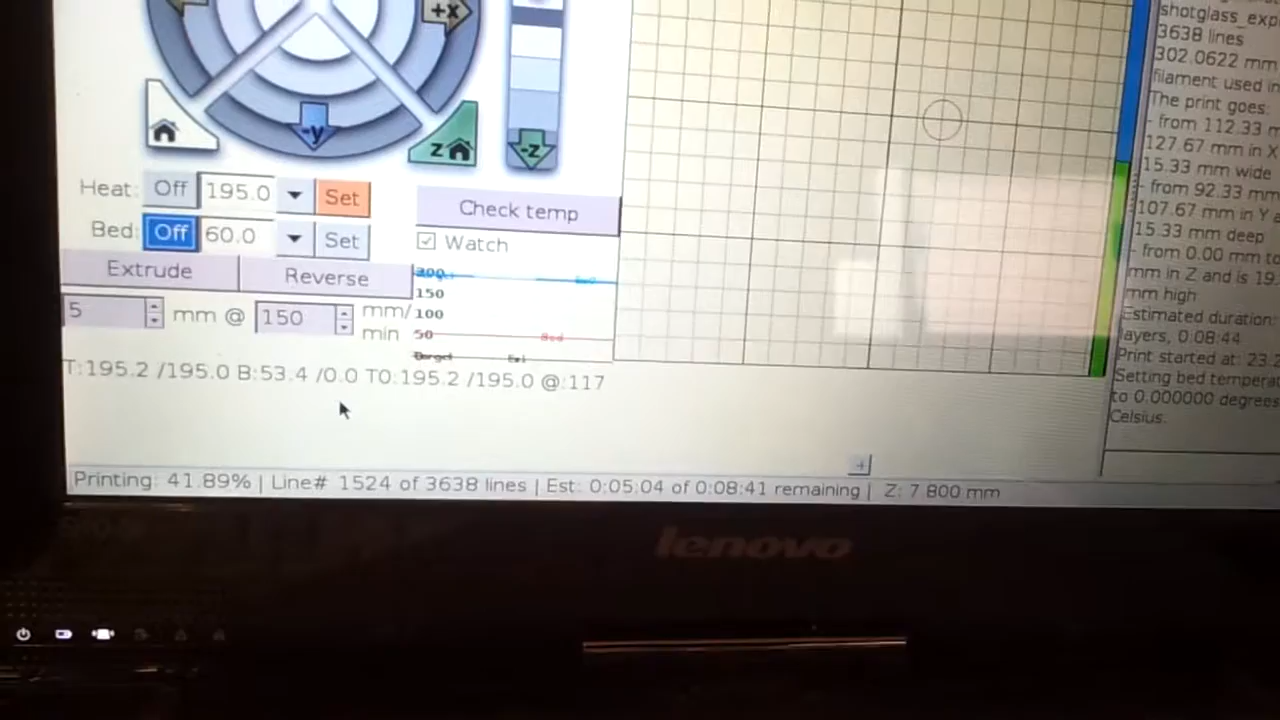 +X
-y
z
-Z
Heat: Off 195.0 Set
Bed: Off 60.0 Set
Check temp
Watch
Extrude Reverse
5 mm @ 150 mm/
min
200
150
100
50
Bed
Target Ex1
T:195.2 /195.0 B:53.4 /0.0 T0:195.2 /195.0 @:117
Printing: 41.89% | Line# 1524 of 3638 lines | Est: 0:05:04 of 0:08:41 remaining | Z: 7.800 mm
shotglass_exp
3638 lines
302.0622 mm
filament used in
The print goes:
- from 112.33 m
127.67 mm in X
15.33 mm wide
- from 92.33 mm
107.67 mm in Y
15.33 mm deep
- from 0.00 mm to
mm in Z and is 19.
mm high
Estimated duration:
layers, 0:08:44
Print started at: 23:
Setting bed temperat
to 0.000000 degrees
Celsius.
lenovo